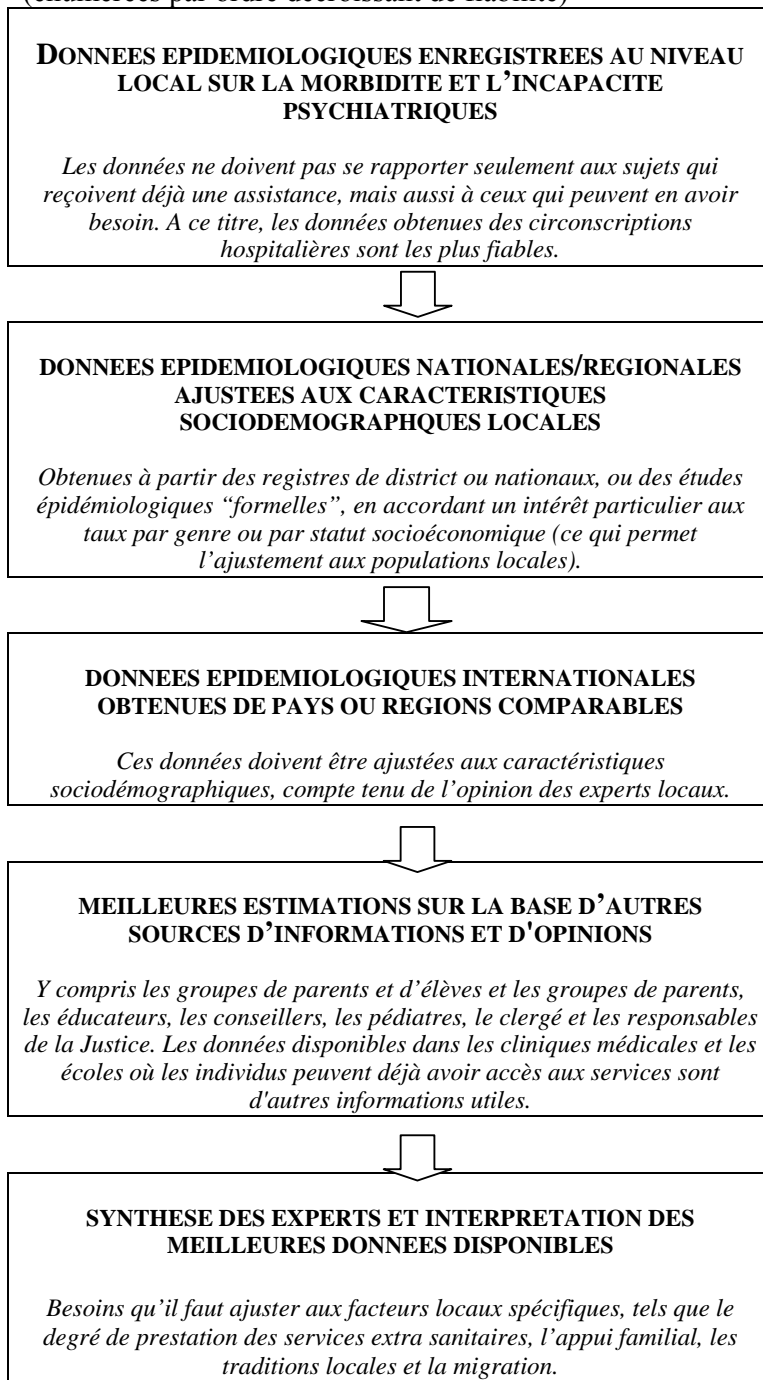 (énumérées par ordre décroissant de fiabilité)
DONNEES EPIDEMIOLOGIQUES ENREGISTREES AU NIVEAU
LOCAL SUR LA MORBIDITE ET L’INCAPACITE
PSYCHIATRIQUES
Les données ne doivent pas se rapporter seulement aux sujets qui
reçoivent déjà une assistance, mais aussi à ceux qui peuvent en avoir
besoin. A ce titre, les données obtenues des circonscriptions
hospitalières sont les plus fiables.
DONNEES EPIDEMIOLOGIQUES NATIONALES/REGIONALES
AJUSTEES AUX CARACTERISTIQUES
SOCIODEMOGRAPHQUES LOCALES
Obtenues à partir des registres de district ou nationaux, ou des études
épidémiologiques “formelles”, en accordant un intérêt particulier aux
taux par genre ou par statut socioéconomique (ce qui permet
l’ajustement aux populations locales).
DONNEES EPIDEMIOLOGIQUES INTERNATIONALES
OBTENUES DE PAYS OU REGIONS COMPARABLES
Ces données doivent être ajustées aux caractéristiques
sociodémographiques, compte tenu de l’opinion des experts locaux.
MEILLEURES ESTIMATIONS SUR LA BASE D’AUTRES
SOURCES D’INFORMATIONS ET D'OPINIONS
Y compris les groupes de parents et d’élèves et les groupes de parents,
les éducateurs, les conseillers, les pédiatres, le clergé et les responsables
de la Justice. Les données disponibles dans les cliniques médicales et les
écoles où les individus peuvent déjà avoir accès aux services sont
d'autres informations utiles.
SYNTHESE DES EXPERTS ET INTERPRETATION DES
MEILLEURES DONNEES DISPONIBLES
Besoins qu’il faut ajuster aux facteurs locaux spécifiques, tels que le
degré de prestation des services extra sanitaires, l’appui familial, les
traditions locales et la migration.